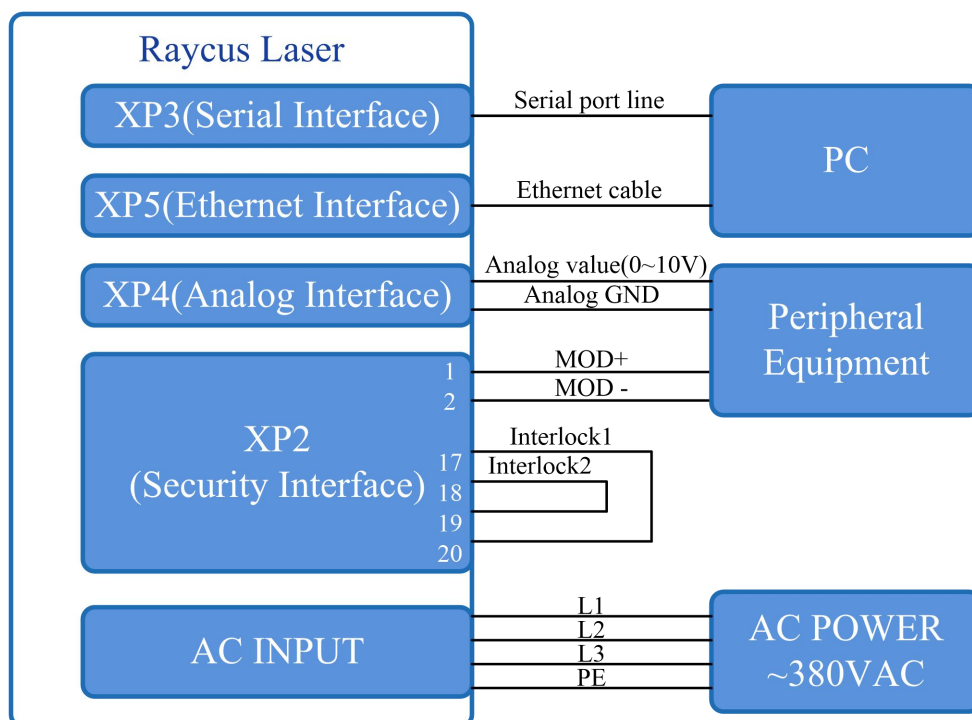 Raycus Laser
XP3(Serial Interface)
Serial port line
PC
XP5(Ethernet Interface)
Ethernet cable
XP4(Analog Interface)
Analog value(0~10V)
Analog GND
Peripheral
Equipment
XP2
(Security Interface)
1
2
17
18
19
20
MOD+
MOD -
Interlock1
Interlock2
AC INPUT
L1
L2
L3
PE
AC POWER
~380VAC